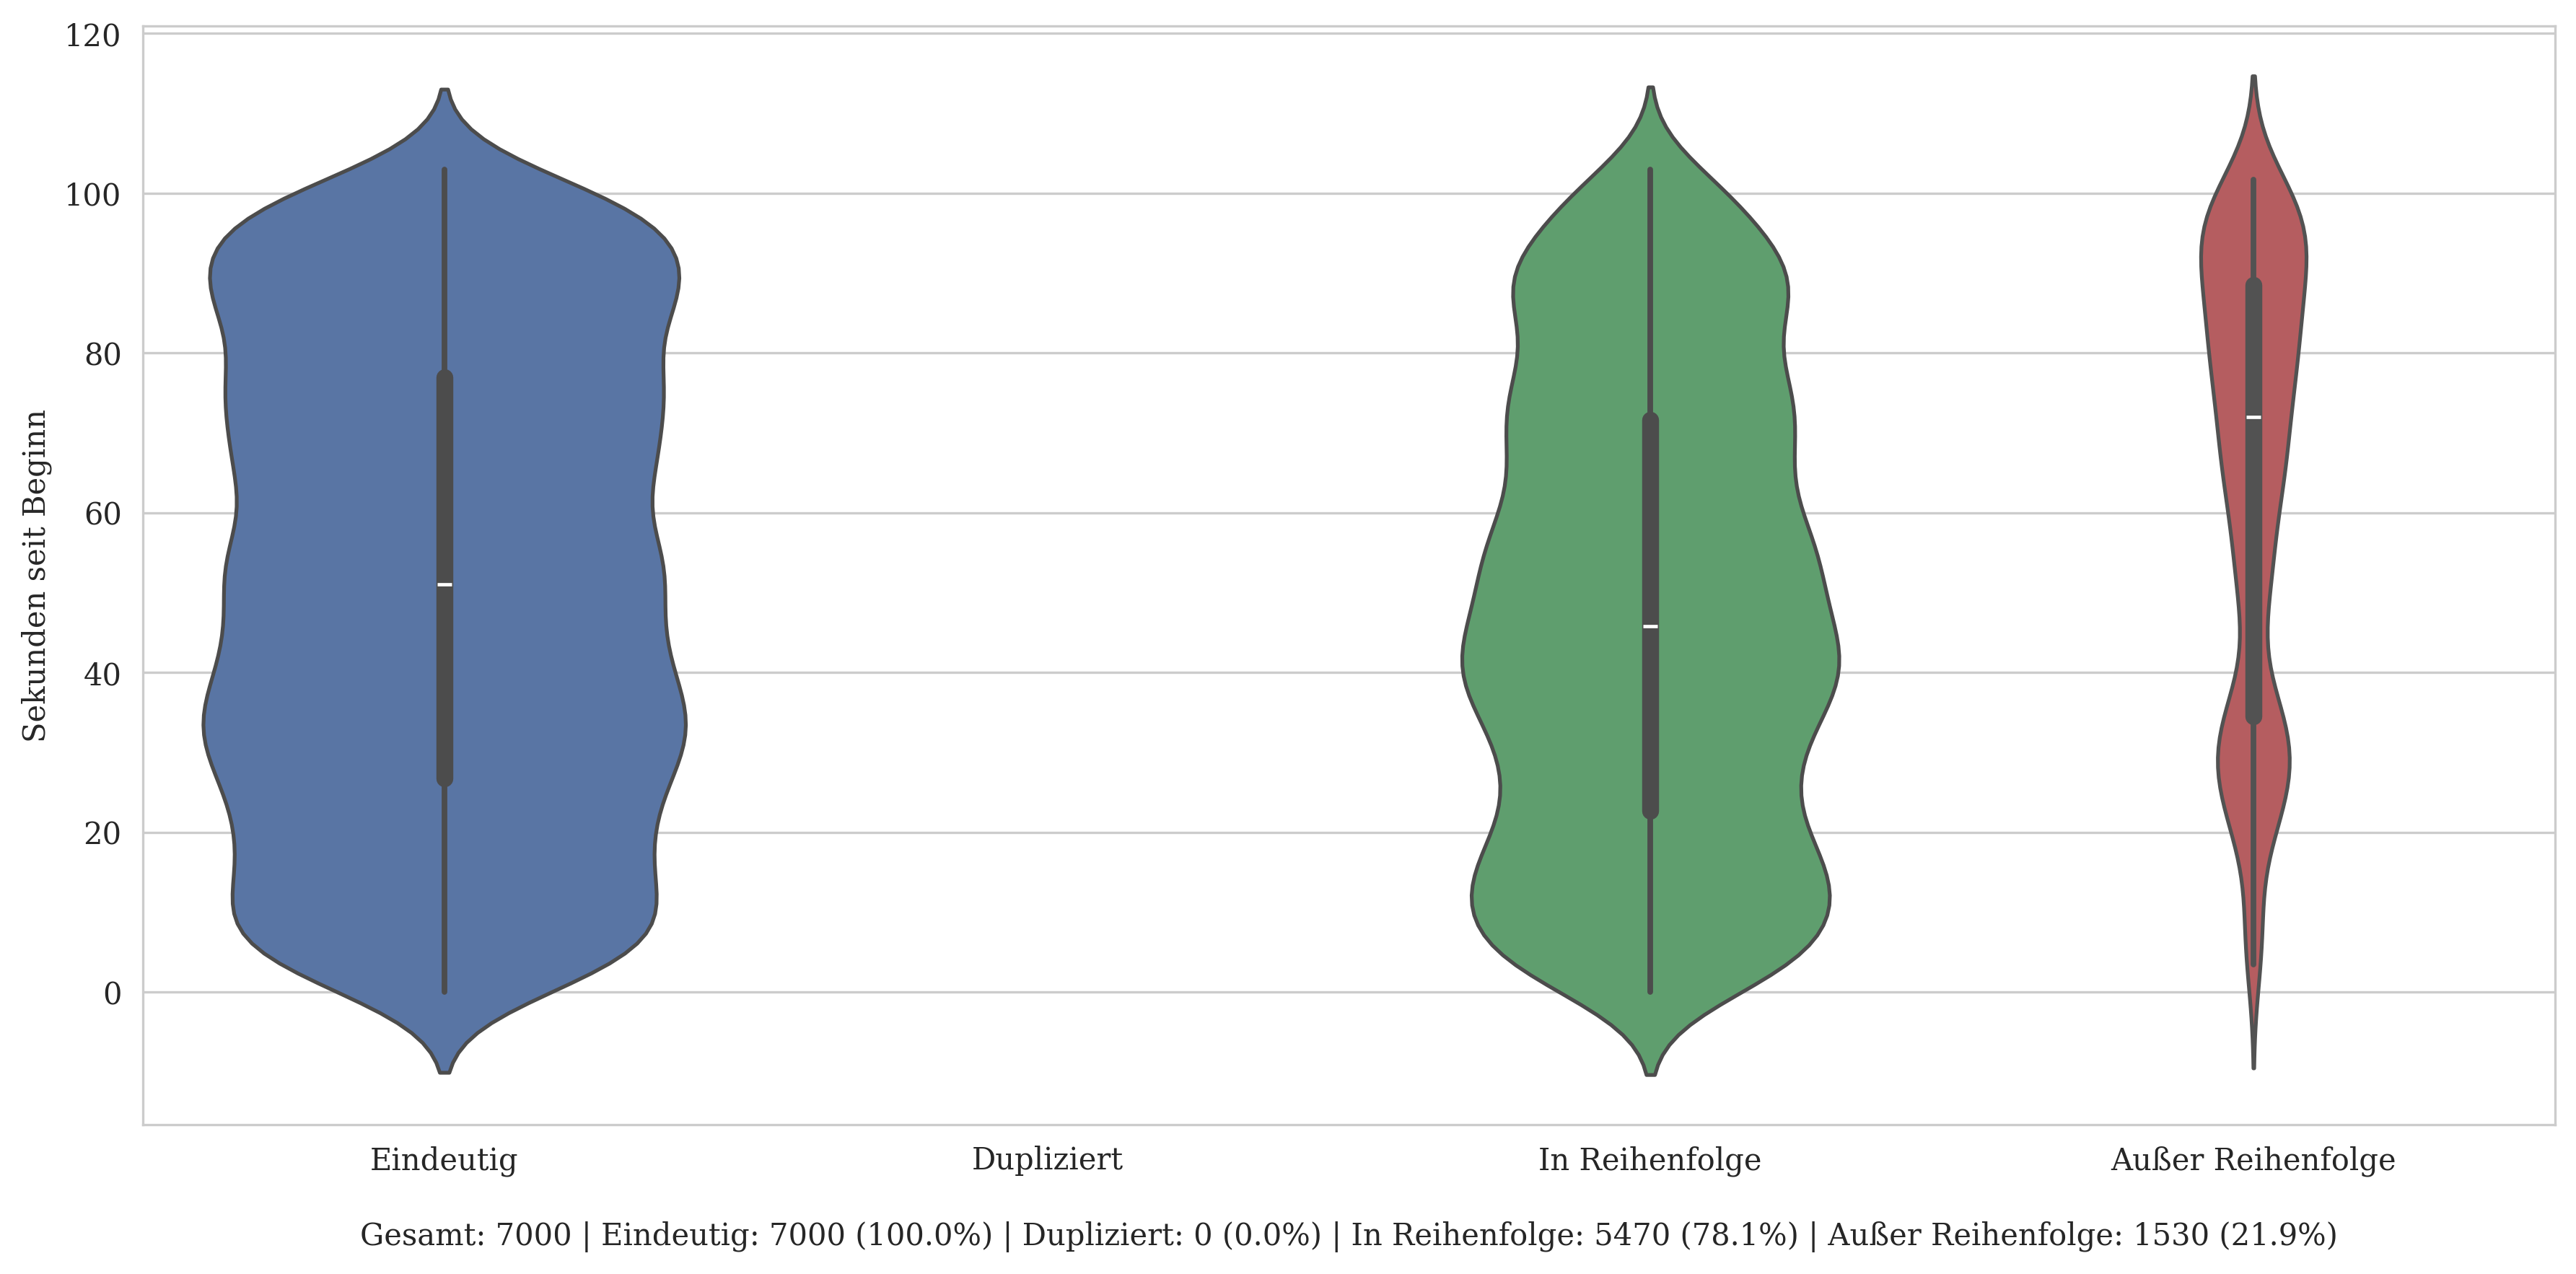 Sekunden seit Beginn
120
100
80
60
40
20
0
Eindeutig
Dupliziert
In Reihenfolge
Außer Reihenfolge
Gesamt: 7000 | Eindeutig: 7000 (100.0%) | Dupliziert: 0 (0.0%) | In Reihenfolge: 5470 (78.1%) | Außer Reihenfolge: 1530 (21.9%)